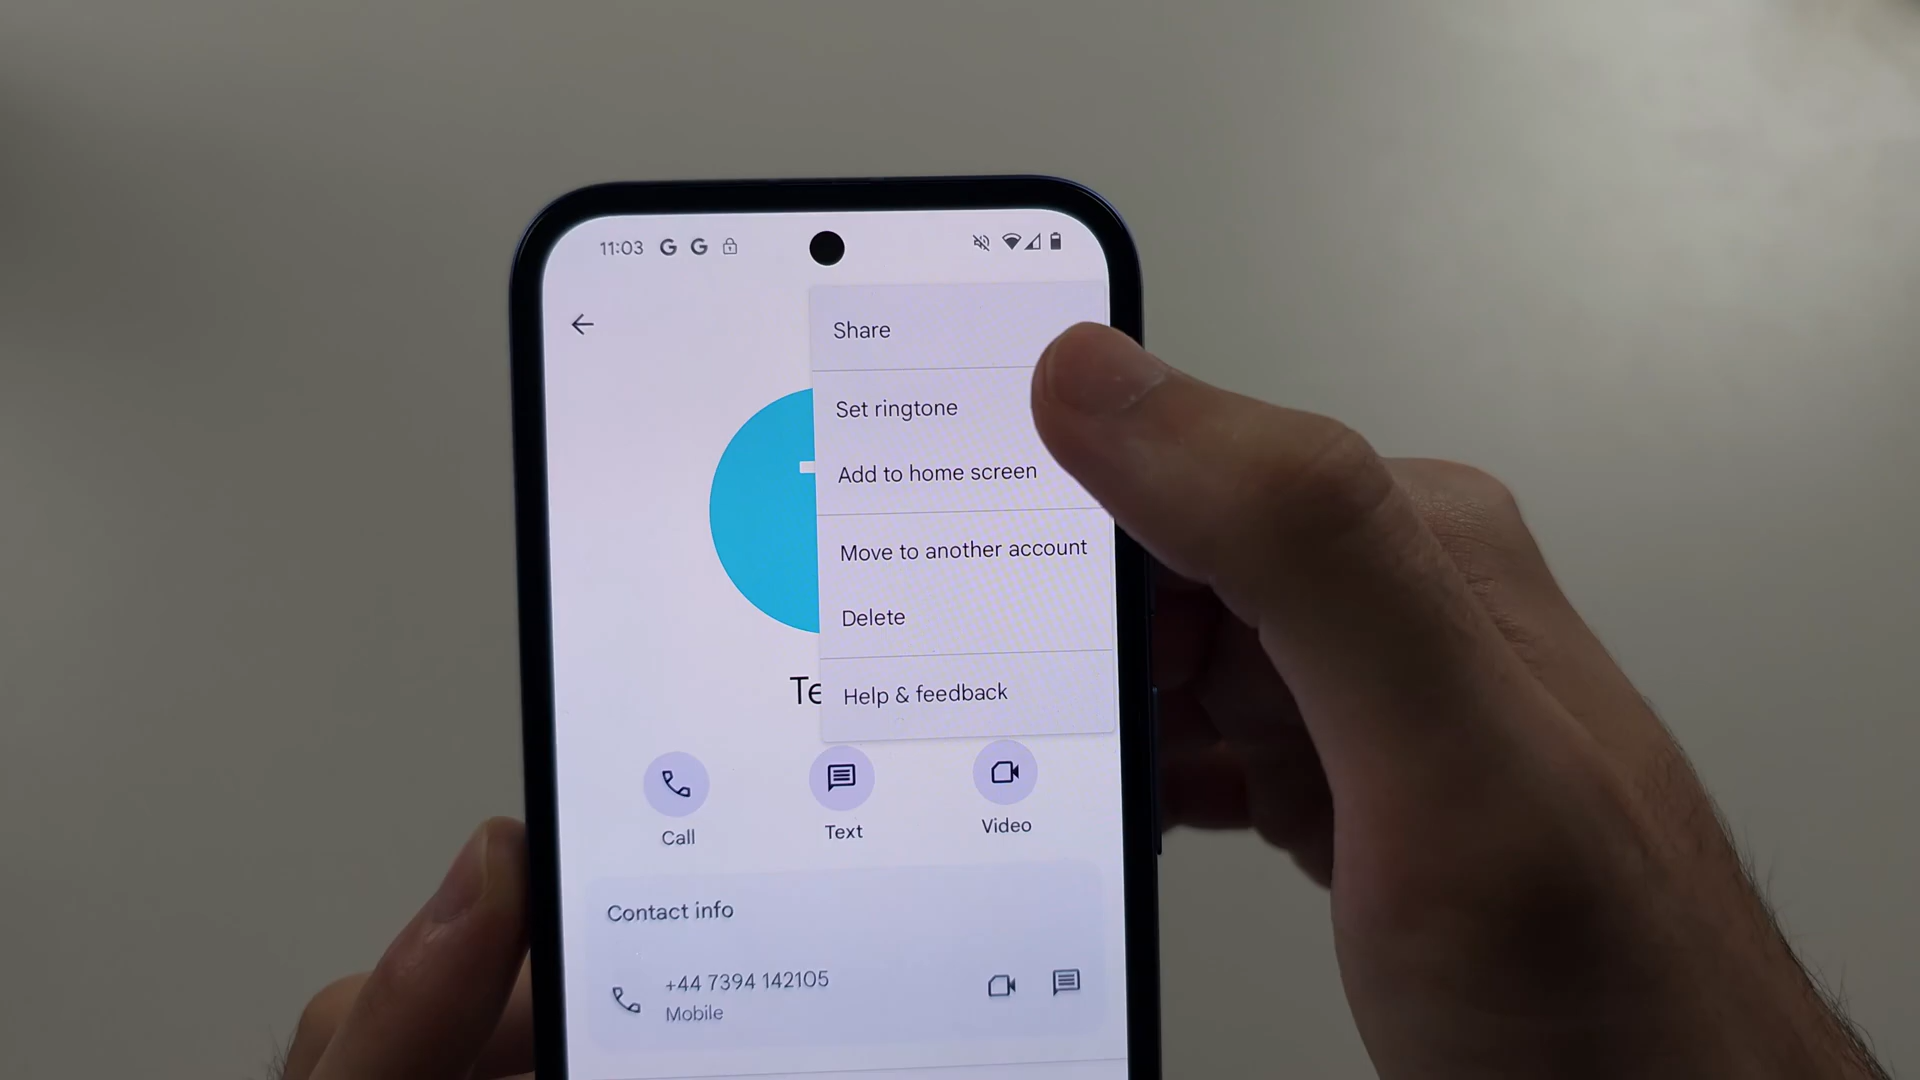 11:03 G G
Share
Set ringtone
Add to home screen
Move to another account
Delete
Te
Help & feedback
Call
Text
Video
Contact info
+44 7394 142105
Mobile